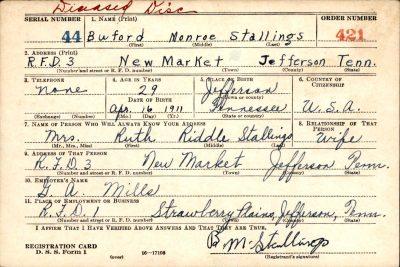 Diseased Disc
SERIAL NUMBER 1. NAME (Print) ORDER NUMBER
44 Buford Monroe Stallings 421
(First) (Middle) (Last)
2. ADDRESS (Print)
R.F.D. 3 New Market Jefferson Tenn.
(Number and street or R. F. D. number) (Town) (County) (State)
3. TELEPHONE 4. AGE IN YEARS 5. PLACE OF BIRTH 6. COUNTRY OF CITIZENSHIP
None 29 Jefferson
DATE OF BIRTH (Town or county)
Apr. 16, 1911 Tennessee U.S.A.
(Exchange) (Number) (Mo.) (Day) (Yr.) (State or country)
7. NAME OF PERSON WHO WILL ALWAYS KNOW YOUR ADDRESS 8. RELATIONSHIP OF THAT PERSON
Mrs. Ruth Riddle Stallings Wife
(Mr., Mrs., Miss) (First) (Middle) (Last)
9. ADDRESS OF THAT PERSON
R.F.D. 3 New Market Jefferson Tenn.
(Number and street or R. F. D. number) (Town) (County) (State)
10. EMPLOYER'S NAME
G. A. Mills
11. PLACE OF EMPLOYMENT OR BUSINESS
R.F.D. 1 Strawberry Plains, Jefferson, Tenn.
(Number and street or R. F. D. number) (Town) (County) (State)
I AFFIRM THAT I HAVE VERIFIED ABOVE ANSWERS AND THAT THEY ARE TRUE.
B. M. Stallings
REGISTRATION CARD
D. S. S. Form 1 16-17105 (over) (Registrant's signature)